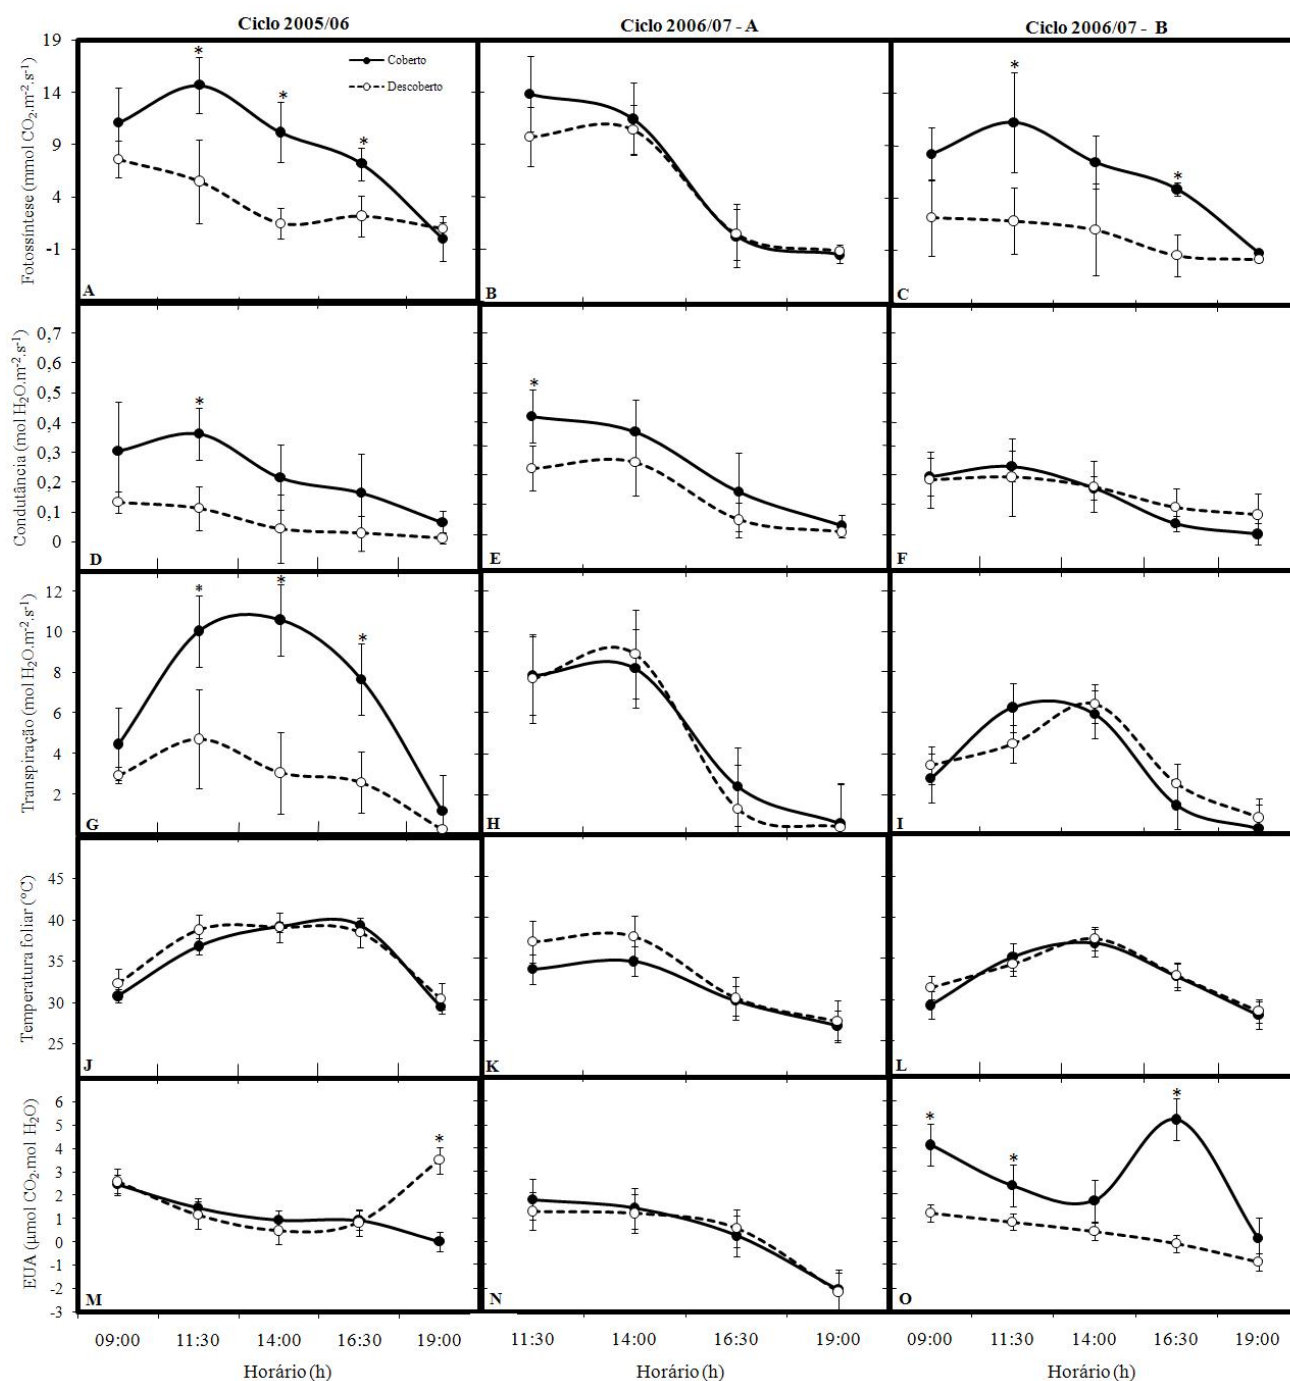 Ciclo 2005/06
Ciclo 2006/07 - A
Ciclo 2006/07 - B
Fotossíntese (mmol CO₂.m⁻².s⁻¹)
19
14
9
4
-1
*
*
*
Coberto
Descoberto
A
B
*
*
C
Condutância (mol H₂O.m⁻².s⁻¹)
0,7
0,6
0,5
0,4
0,3
0,2
0,1
0
*
D
*
E
F
Transpiração (mol H₂O.m⁻².s⁻¹)
12
10
8
6
4
2
*
*
*
G
H
I
Temperatura foliar (°C)
45
40
35
30
25
J
K
L
EUA (µmol CO₂.mol H₂O)
6
5
4
3
2
1
0
-1
-2
-3
*
M
N
*
*
*
O
09:00 11:30 14:00 16:30 19:00
11:30 14:00 16:30 19:00
09:00 11:30 14:00 16:30 19:00
Horário (h)
Horário (h)
Horário (h)